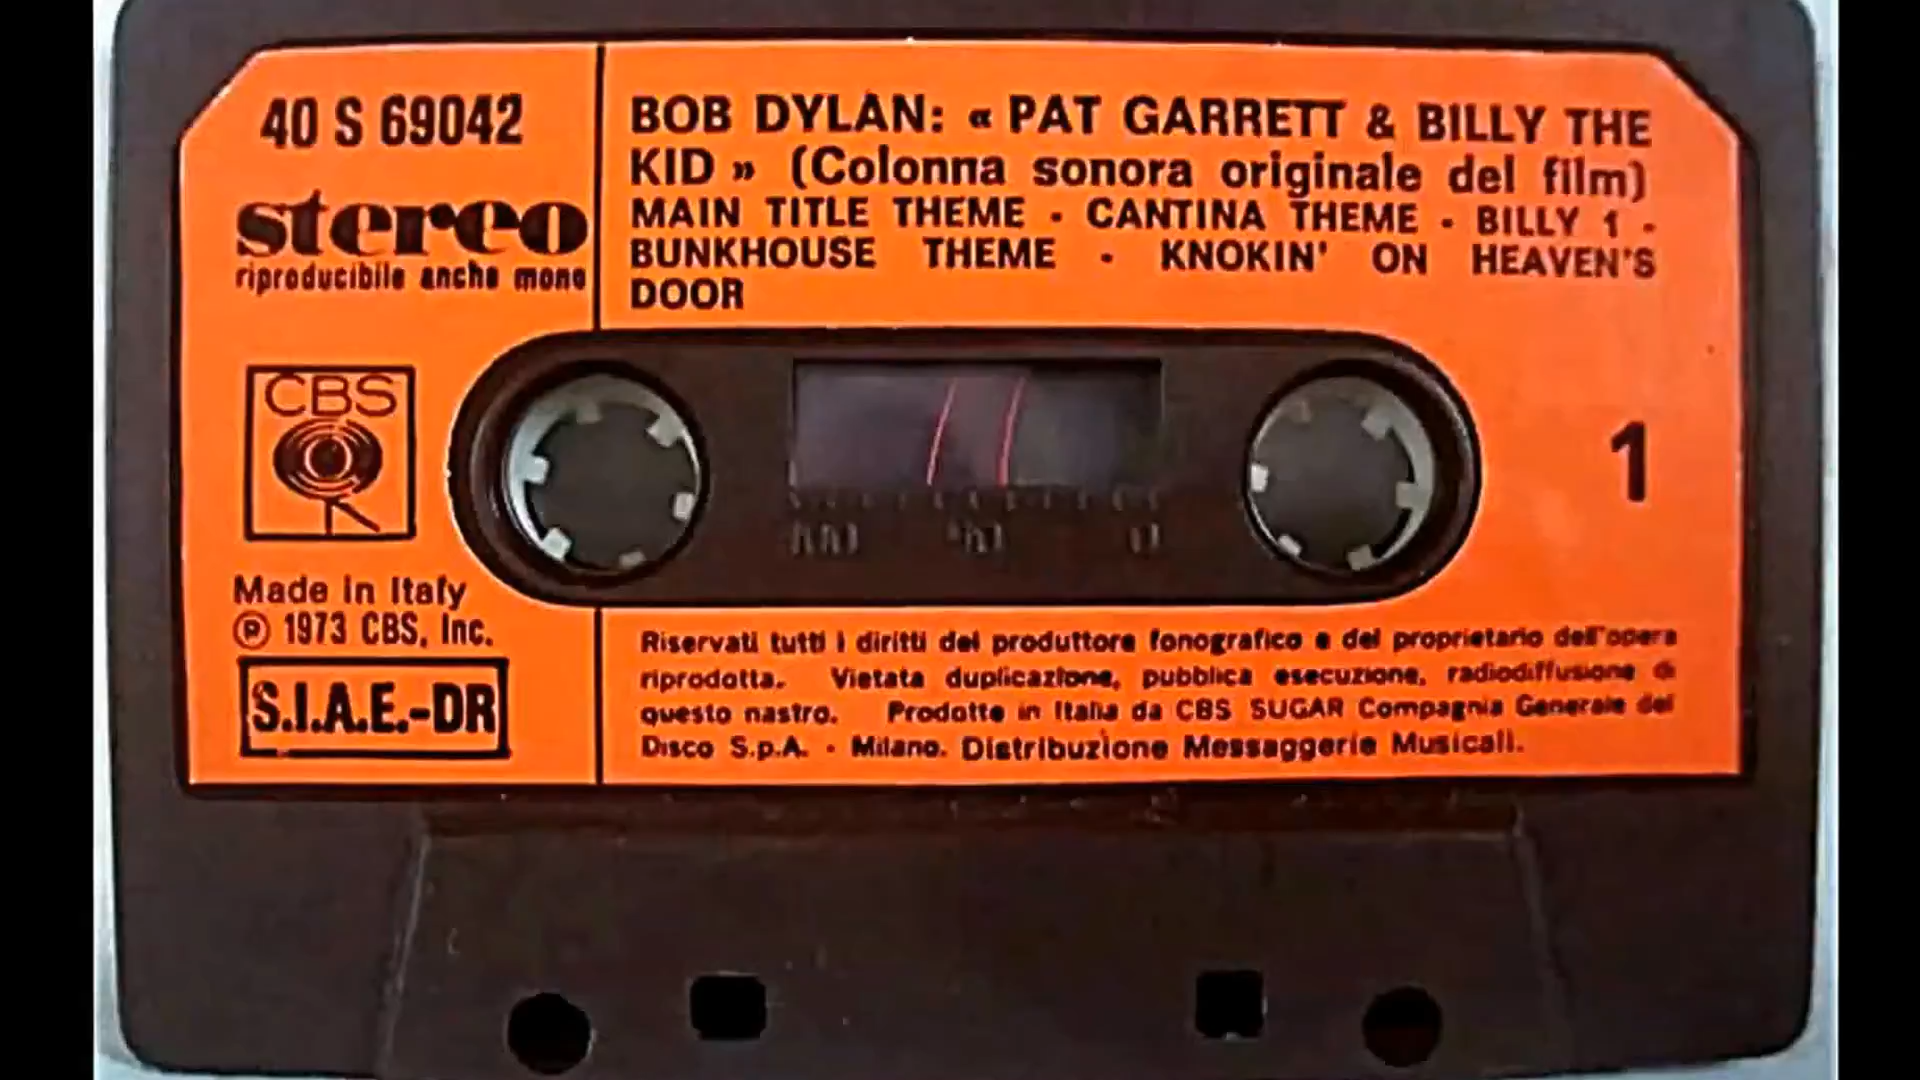 40 S 69042
stereo
riproducibile anche mono
CBS
Made in Italy
Ⓟ 1973 CBS, Inc.
S.I.A.E.-DR
BOB DYLAN: « PAT GARRETT & BILLY THE
KID » (Colonna sonora originale del film)
MAIN TITLE THEME • CANTINA THEME • BILLY 1 •
BUNKHOUSE THEME • KNOKIN' ON HEAVEN'S
DOOR
1
Riservati tutti i diritti del produttore fonografico e del proprietario dell'opera
riprodotta. Vietata duplicazione, pubblica esecuzione, radiodiffusione di
questo nastro. Prodotto in Italia da CBS SUGAR Compagnia Generale del
Disco S.p.A. - Milano. Distribuzione Messaggerie Musicali.